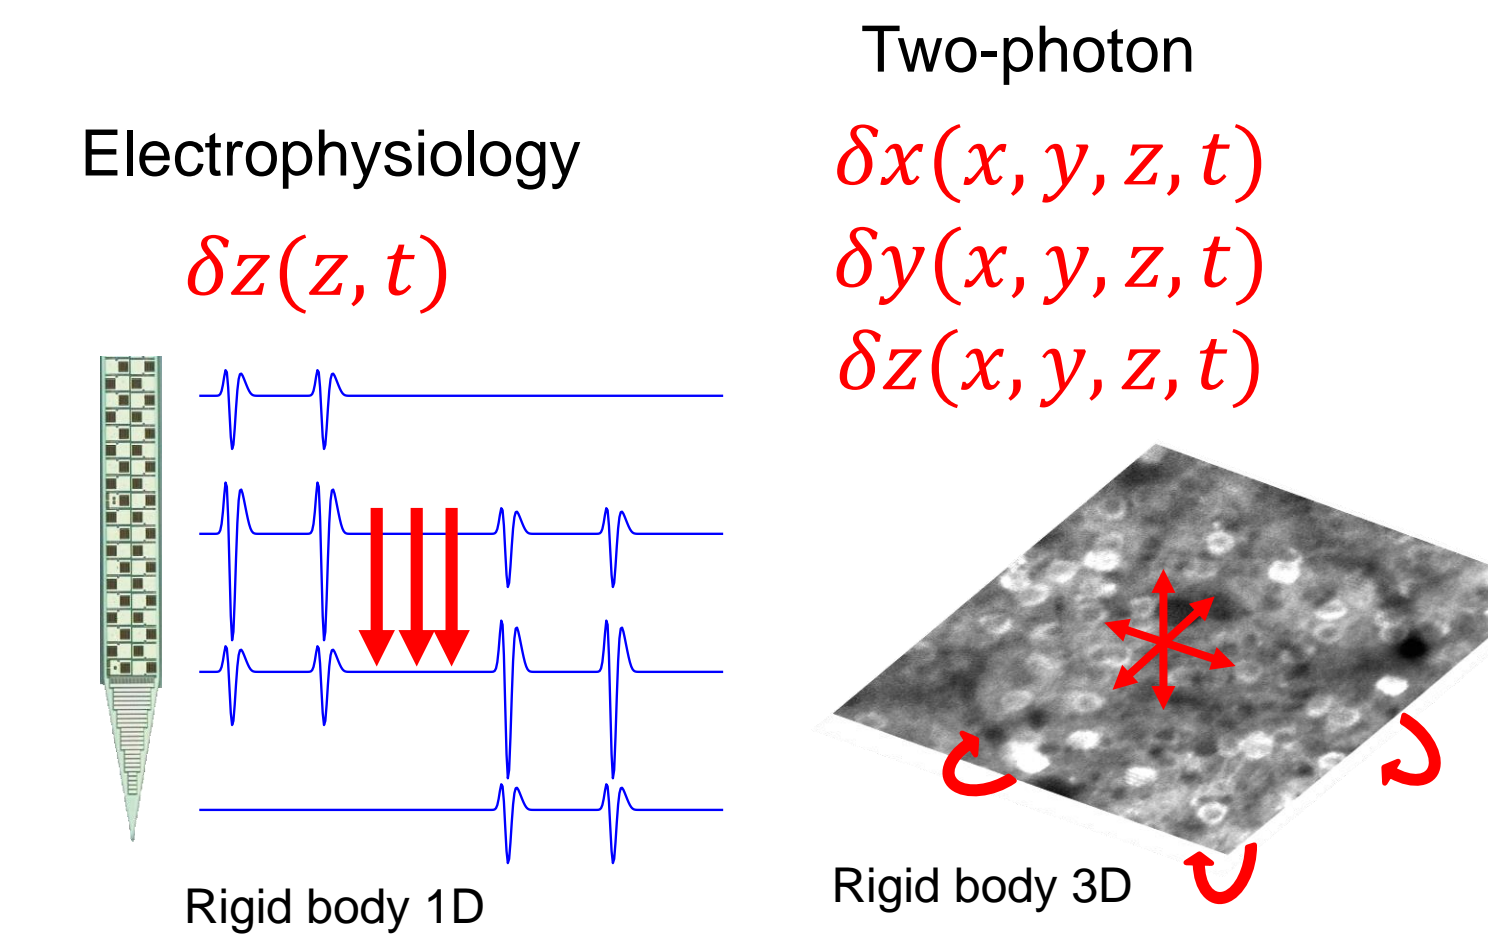 Electrophysiology
δz(z, t)
Rigid body 1D
Two-photon
δx(x, y, z, t)
δy(x, y, z, t)
δz(x, y, z, t)
Rigid body 3D